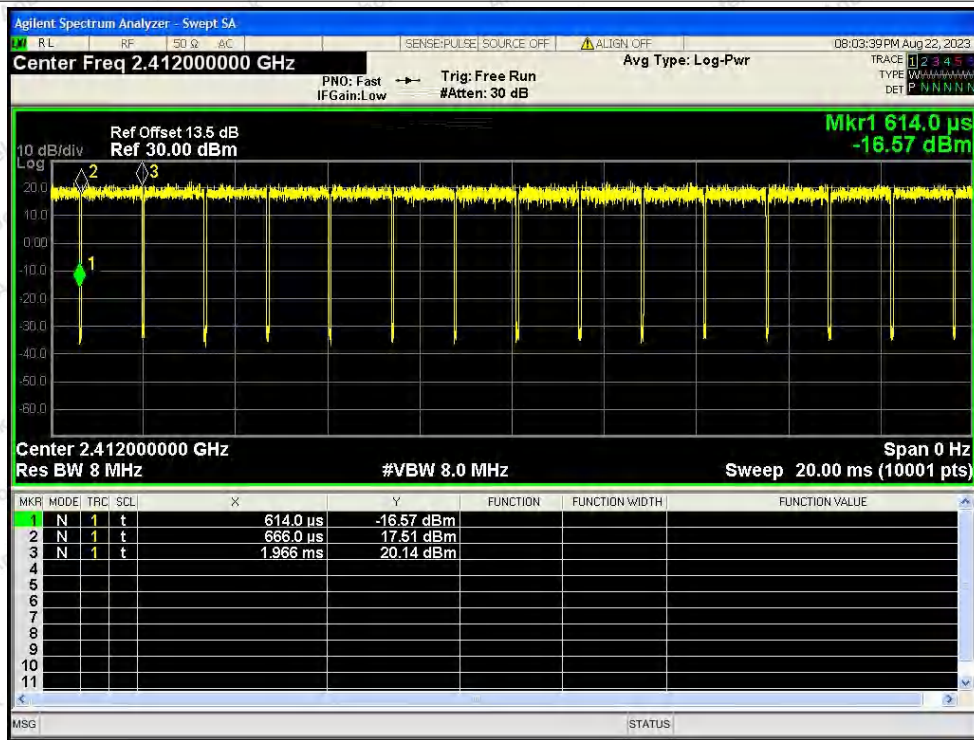 Agilent Spectrum Analyzer - Swept SA
RL RF 50 Ω AC SENSE:PULSE SOURCE OFF ALIGN OFF 08:03:39 PM Aug 22, 2023
Center Freq 2.412000000 GHz Avg Type: Log-Pwr TRACE 1 2 3 4 5
PNO: Fast Trig: Free Run TYPE
IFGain:Low #Atten: 30 dB DET P N N N N N
Mkr1 614.0 µs
Ref Offset 13.5 dB
10 dB/div Ref 30.00 dBm -16.57 dBm
Log
2 3
20.0
10.0
0.00
1
-10.0
-20.0
-30.0
-40.0
-50.0
-60.0
Center 2.412000000 GHz Span 0 Hz
Res BW 8 MHz #VBW 8.0 MHz Sweep 20.00 ms (10001 pts)
MKR MODE TRC SCL X Y FUNCTION FUNCTION WIDTH FUNCTION VALUE
1 N 1 t 614.0 µs -16.57 dBm
2 N 1 t 666.0 µs 17.51 dBm
3 N 1 t 1.966 ms 20.14 dBm
4
5
6
7
8
9
10
11
MSG STATUS